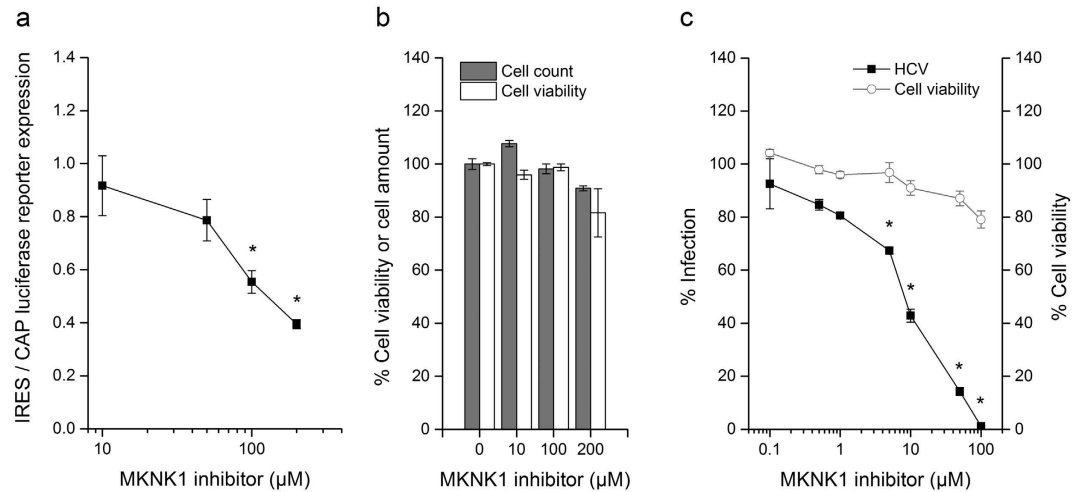 a
IRES / CAP luciferase reporter expression
1.4
1.2
1.0
0.8
0.6
0.4
0.2
0.0
*
*
10
100
MKNK1 inhibitor (µM)
b
% Cell viability or cell amount
140
120
100
80
60
40
20
0
Cell count
Cell viability
0 10 100 200
MKNK1 inhibitor (µM)
c
% Infection
140
120
100
80
60
40
20
0
HCV
Cell viability
*
*
*
*
0.1 1 10 100
MKNK1 inhibitor (µM)
140
120
100
80
60
40
20
0
% Cell viability